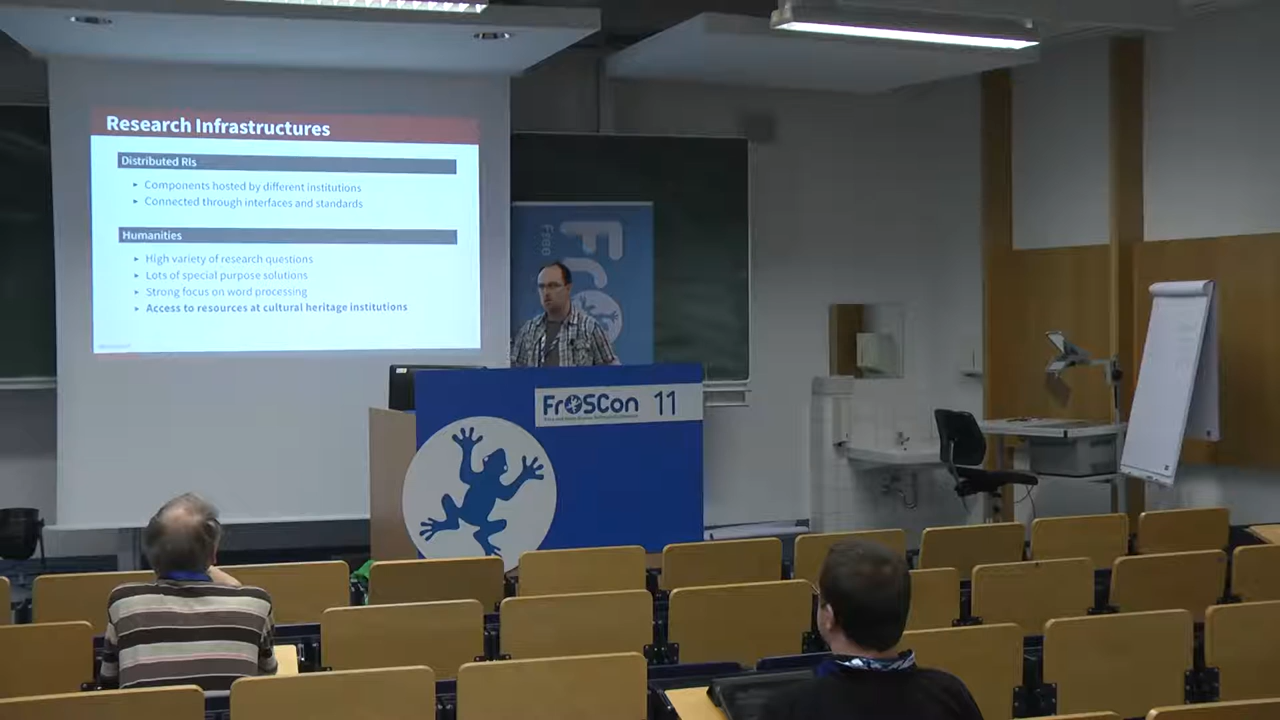 Research Infrastructures
Distributed RIs
▸ Components hosted by different institutions
▸ Connected through interfaces and standards
Humanities
▸ High variety of research questions
▸ Lots of special purpose solutions
▸ Strong focus on word processing
▸ Access to resources at cultural heritage institutions
Free
FrOSCon 11